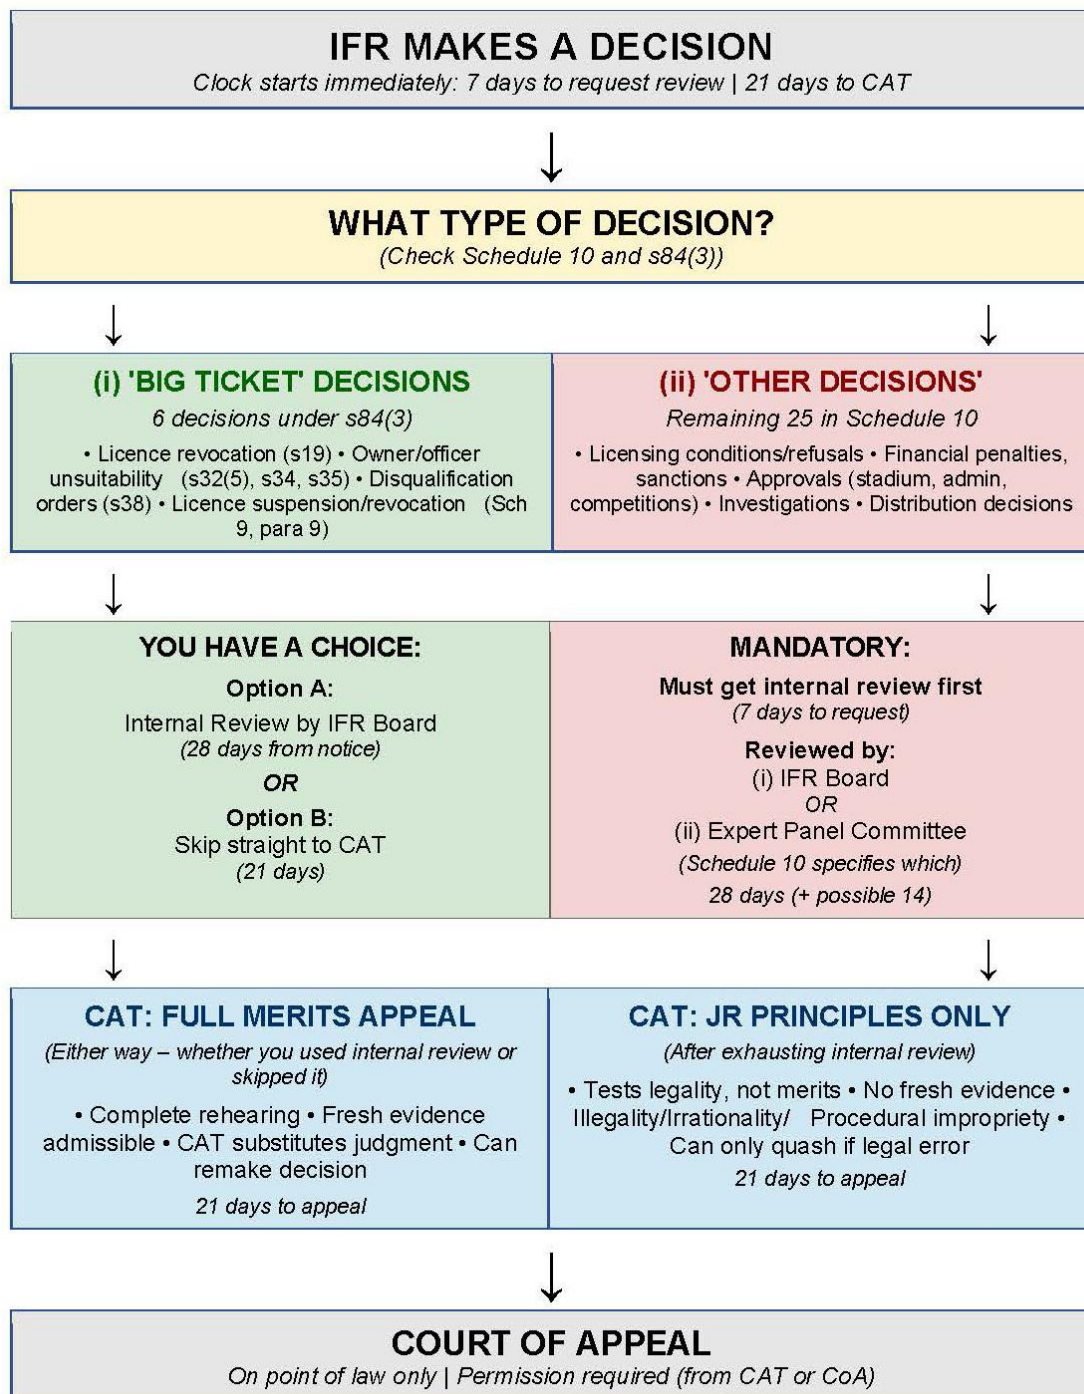 IFR MAKES A DECISION
Clock starts immediately: 7 days to request review | 21 days to CAT
↓
WHAT TYPE OF DECISION?
(Check Schedule 10 and s84(3))
↓
↓
(i) 'BIG TICKET' DECISIONS
6 decisions under s84(3)
• Licence revocation (s19) • Owner/officer
unsuitability (s32(5), s34, s35) • Disqualification
orders (s38) • Licence suspension/revocation (Sch
9, para 9)
(ii) 'OTHER DECISIONS'
Remaining 25 in Schedule 10
• Licensing conditions/refusals • Financial penalties,
sanctions • Approvals (stadium, admin,
competitions) • Investigations • Distribution decisions
↓
↓
YOU HAVE A CHOICE:
Option A:
Internal Review by IFR Board
(28 days from notice)
OR
Option B:
Skip straight to CAT
(21 days)
MANDATORY:
Must get internal review first
(7 days to request)
Reviewed by:
(i) IFR Board
OR
(ii) Expert Panel Committee
(Schedule 10 specifies which)
28 days (+ possible 14)
↓
↓
CAT: FULL MERITS APPEAL
(Either way – whether you used internal review or
skipped it)
• Complete rehearing • Fresh evidence
admissible • CAT substitutes judgment • Can
remake decision
21 days to appeal
CAT: JR PRINCIPLES ONLY
(After exhausting internal review)
• Tests legality, not merits • No fresh evidence •
Illegality/Irrationality/ Procedural impropriety •
Can only quash if legal error
21 days to appeal
↓
COURT OF APPEAL
On point of law only | Permission required (from CAT or CoA)